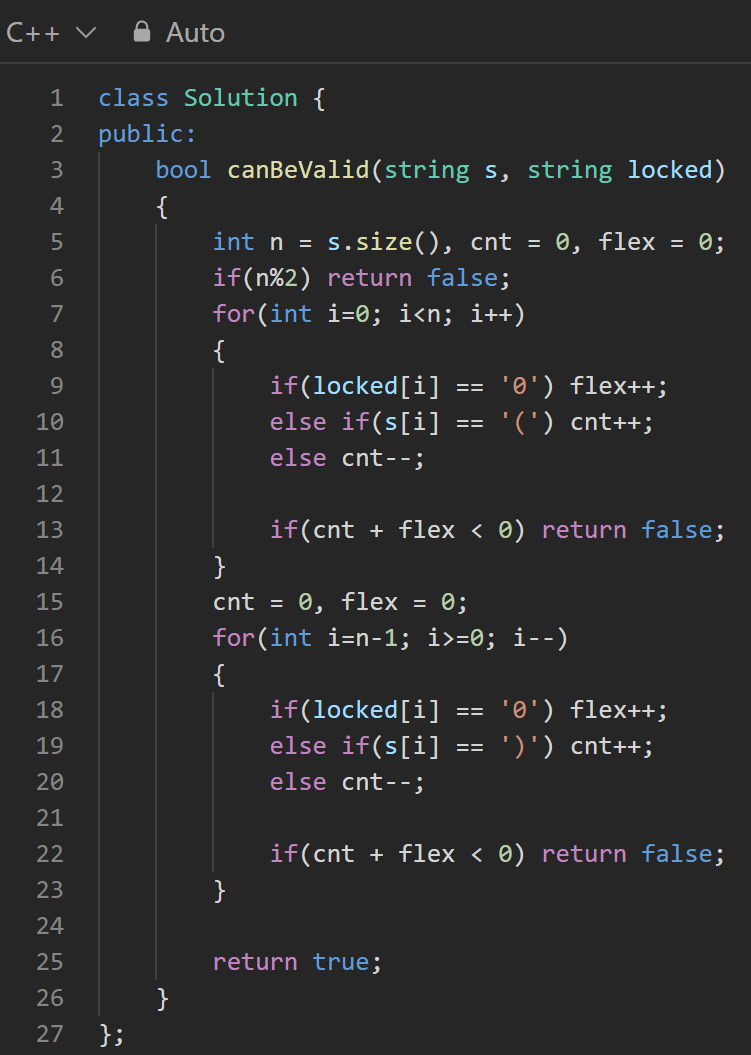 C++ Auto
1 class Solution {
2 public:
3     bool canBeValid(string s, string locked)
4     {
5         int n = s.size(), cnt = 0, flex = 0;
6         if(n%2) return false;
7         for(int i=0; i<n; i++)
8         {
9             if(locked[i] == '0') flex++;
10             else if(s[i] == '(') cnt++;
11             else cnt--;
12
13             if(cnt + flex < 0) return false;
14         }
15         cnt = 0, flex = 0;
16         for(int i=n-1; i>=0; i--)
17         {
18             if(locked[i] == '0') flex++;
19             else if(s[i] == ')') cnt++;
20             else cnt--;
21
22             if(cnt + flex < 0) return false;
23         }
24
25         return true;
26     }
27 };